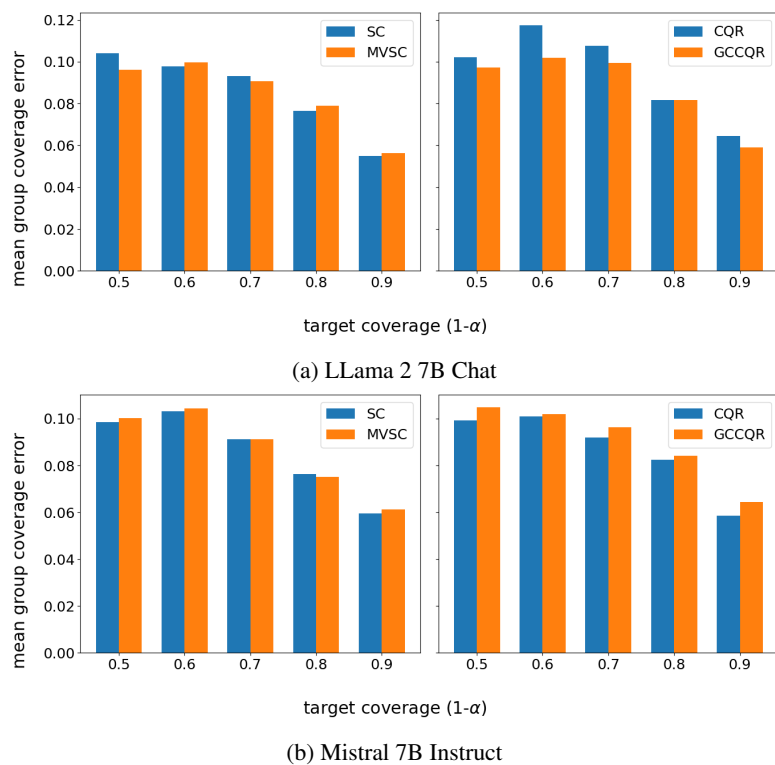 mean group coverage error
0.12
0.10
0.08
0.06
0.04
0.02
0.00
SC
MVSC
0.5 0.6 0.7 0.8 0.9
CQR
GCCQR
0.5 0.6 0.7 0.8 0.9
target coverage (1-α)
(a) LLama 2 7B Chat
mean group coverage error
0.10
0.08
0.06
0.04
0.02
0.00
SC
MVSC
0.5 0.6 0.7 0.8 0.9
CQR
GCCQR
0.5 0.6 0.7 0.8 0.9
target coverage (1-α)
(b) Mistral 7B Instruct